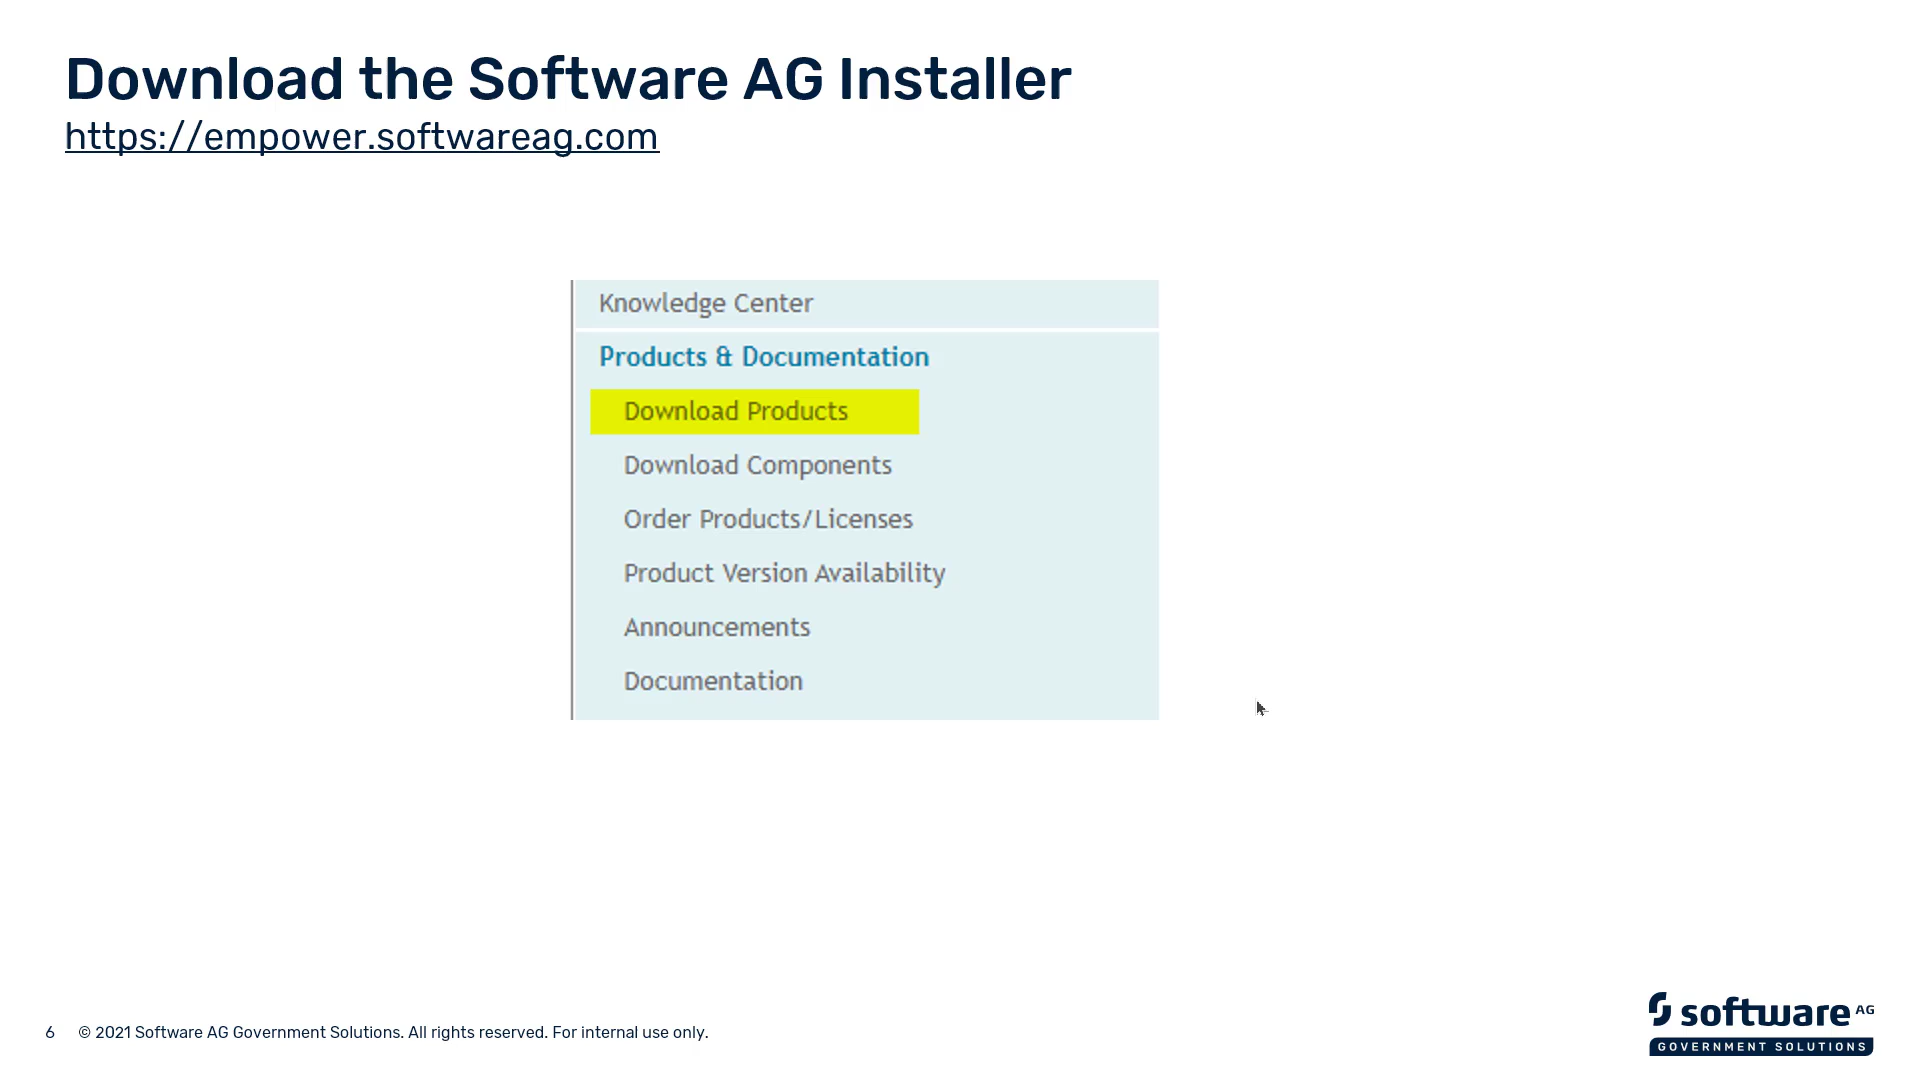 Download the Software AG Installer
https://empower.softwareag.com
Knowledge Center
Products & Documentation
Download Products
Download Components
Order Products/Licenses
Product Version Availability
Announcements
Documentation
6 © 2021 Software AG Government Solutions. All rights reserved. For internal use only.
software AG
GOVERNMENT SOLUTIONS